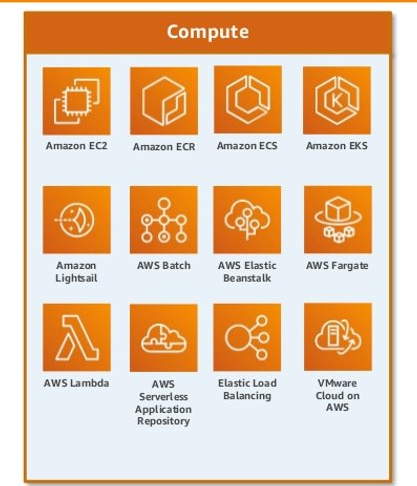 Compute
Amazon EC2
Amazon ECR
Amazon ECS
Amazon EKS
K
Amazon
Lightsail
AWS Batch
AWS Elastic
Beanstalk
AWS Fargate
AWS Lambda
AWS
Serverless
Application
Repository
Elastic Load
Balancing
VMware
Cloud on
AWS